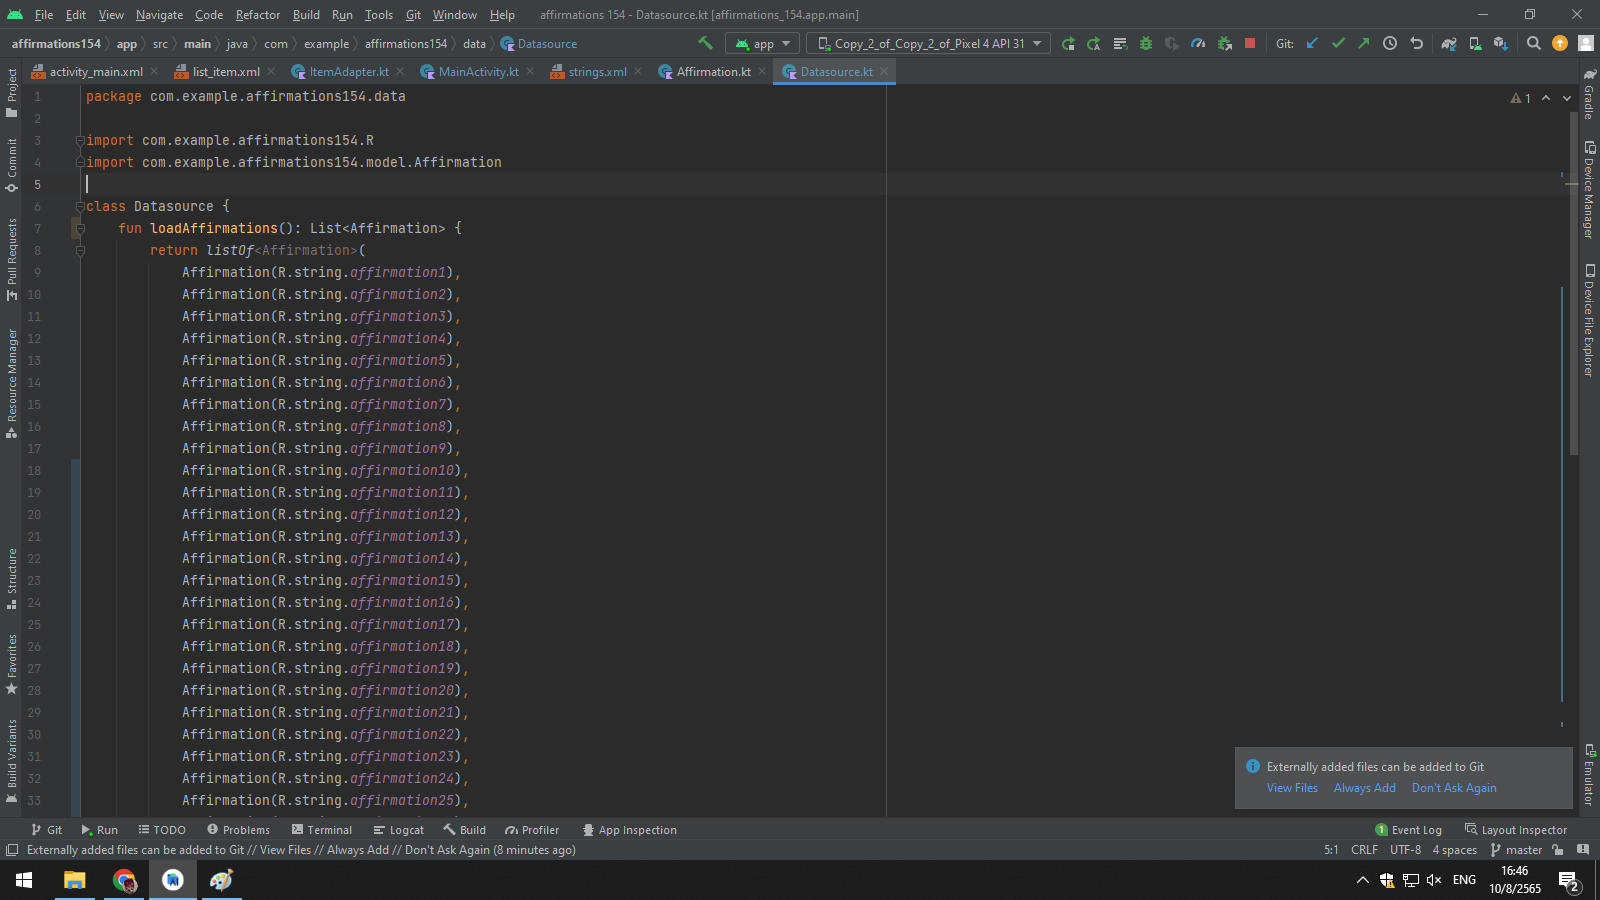 File Edit View Navigate Code Refactor Build Run Tools Git Window Help affirmations 154 - Datasource.kt [affirmations_154.app.main]
affirmations154 app src main java com example affirmations154 data Datasource app Copy_2_of_Copy_2_of_Pixel 4 API 31 Git:
activity_main.xml list_item.xml ItemAdapter.kt MainActivity.kt strings.xml Affirmation.kt Datasource.kt
1 package com.example.affirmations154.data
2
3 import com.example.affirmations154.R
4 import com.example.affirmations154.model.Affirmation
5
6 class Datasource {
7 fun loadAffirmations(): List<Affirmation> {
8 return listOf<Affirmation>(
9 Affirmation(R.string.affirmation1),
10 Affirmation(R.string.affirmation2),
11 Affirmation(R.string.affirmation3),
12 Affirmation(R.string.affirmation4),
13 Affirmation(R.string.affirmation5),
14 Affirmation(R.string.affirmation6),
15 Affirmation(R.string.affirmation7),
16 Affirmation(R.string.affirmation8),
17 Affirmation(R.string.affirmation9),
18 Affirmation(R.string.affirmation10),
19 Affirmation(R.string.affirmation11),
20 Affirmation(R.string.affirmation12),
21 Affirmation(R.string.affirmation13),
22 Affirmation(R.string.affirmation14),
23 Affirmation(R.string.affirmation15),
24 Affirmation(R.string.affirmation16),
25 Affirmation(R.string.affirmation17),
26 Affirmation(R.string.affirmation18),
27 Affirmation(R.string.affirmation19),
28 Affirmation(R.string.affirmation20),
29 Affirmation(R.string.affirmation21),
30 Affirmation(R.string.affirmation22),
31 Affirmation(R.string.affirmation23),
32 Affirmation(R.string.affirmation24),
33 Affirmation(R.string.affirmation25),
1
Project
Commit
Pull Requests
Resource Manager
Structure
Favorites
Build Variants
Gradle
Device Manager
Device File Explorer
Emulator
Externally added files can be added to Git
View Files Always Add Don't Ask Again
Git Run TODO Problems Terminal Logcat Build Profiler App Inspection 1 Event Log Layout Inspector
Externally added files can be added to Git // View Files // Always Add // Don't Ask Again (8 minutes ago) 5:1 CRLF UTF-8 4 spaces master
ENG 16:46
10/8/2565 2